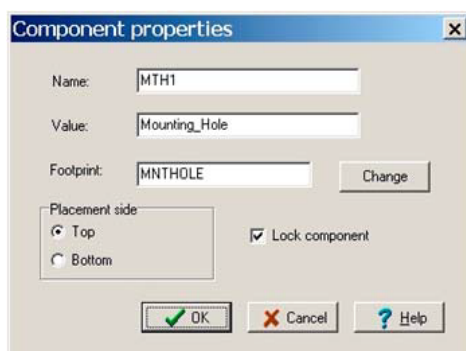 Component properties
Name: MTH1
Value: Mounting_Hole
Footprint: MNTHOLE Change
Placement side
Top Lock component
Bottom
OK Cancel ? Help